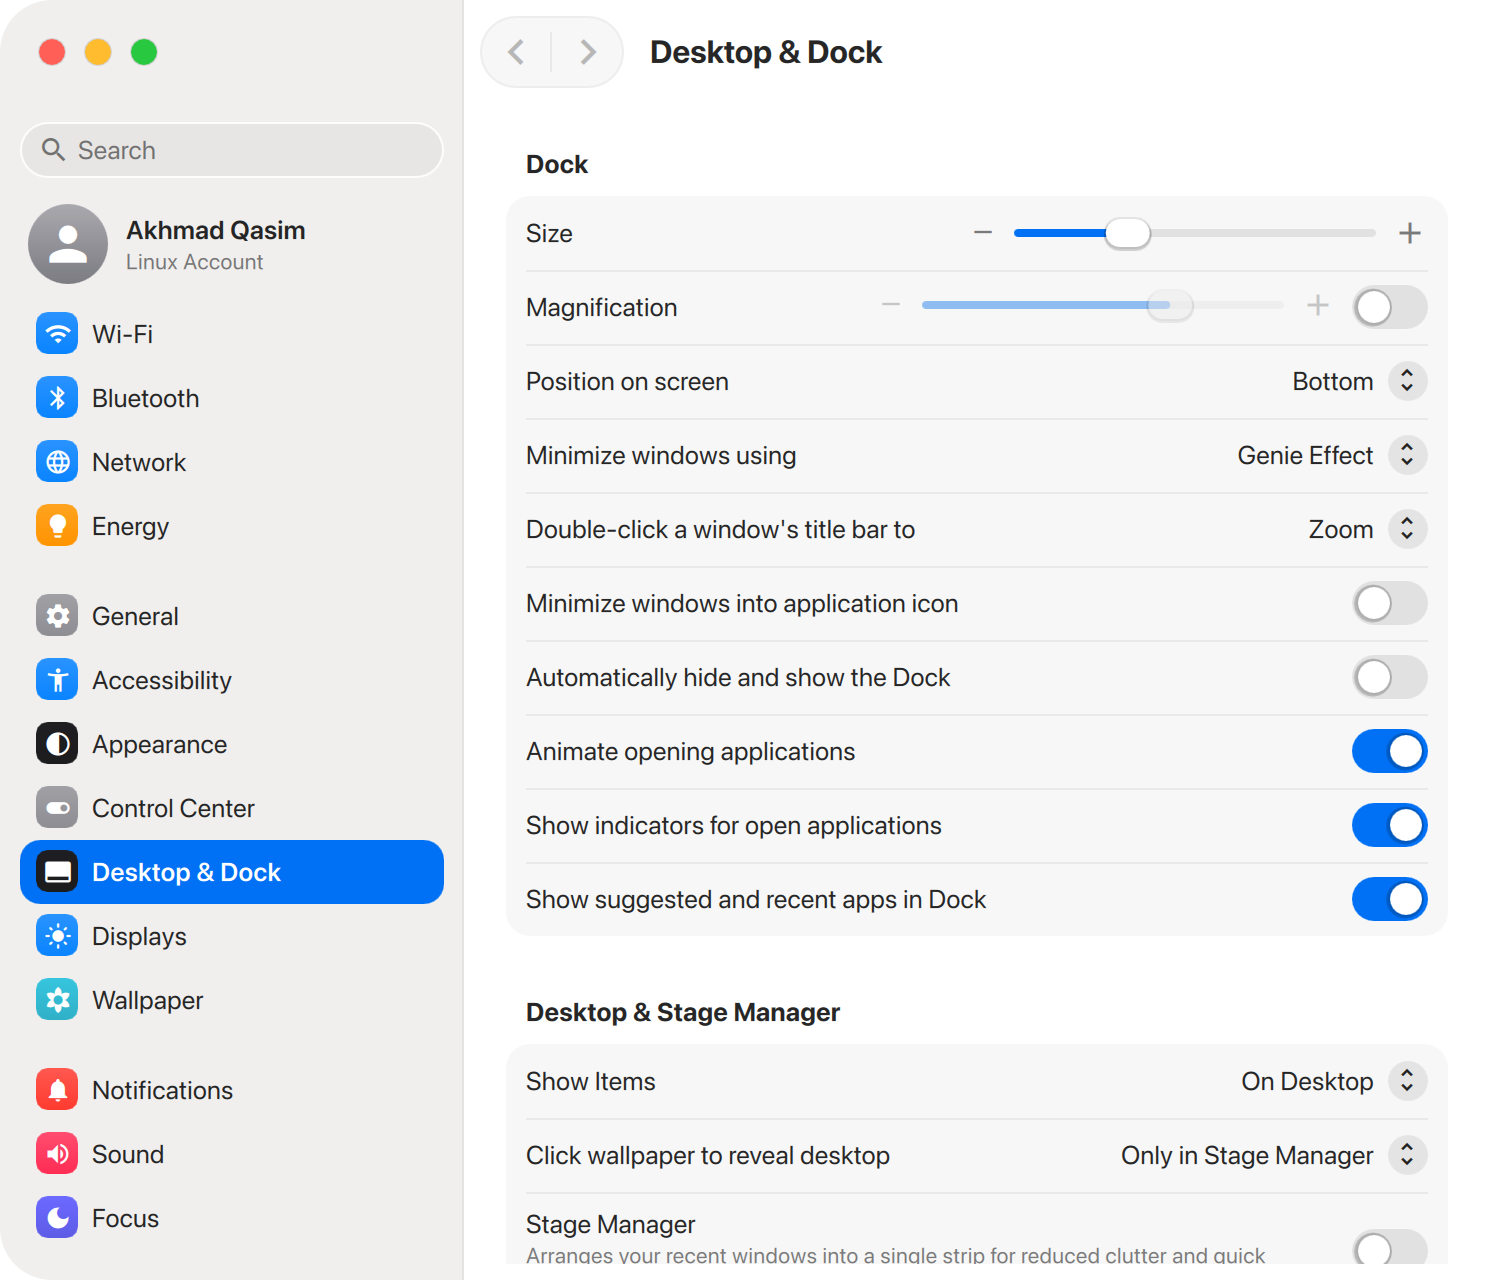 Desktop & Dock
Search
Akhmad Qasim
Linux Account
Wi-Fi
Bluetooth
Network
Energy
General
Accessibility
Appearance
Control Center
Desktop & Dock
Displays
Wallpaper
Notifications
Sound
Focus
Dock
Size
Magnification
Position on screen Bottom
Minimize windows using Genie Effect
Double-click a window's title bar to Zoom
Minimize windows into application icon
Automatically hide and show the Dock
Animate opening applications
Show indicators for open applications
Show suggested and recent apps in Dock
Desktop & Stage Manager
Show Items On Desktop
Click wallpaper to reveal desktop Only in Stage Manager
Stage Manager
Arranges your recent windows into a single strip for reduced clutter and quick